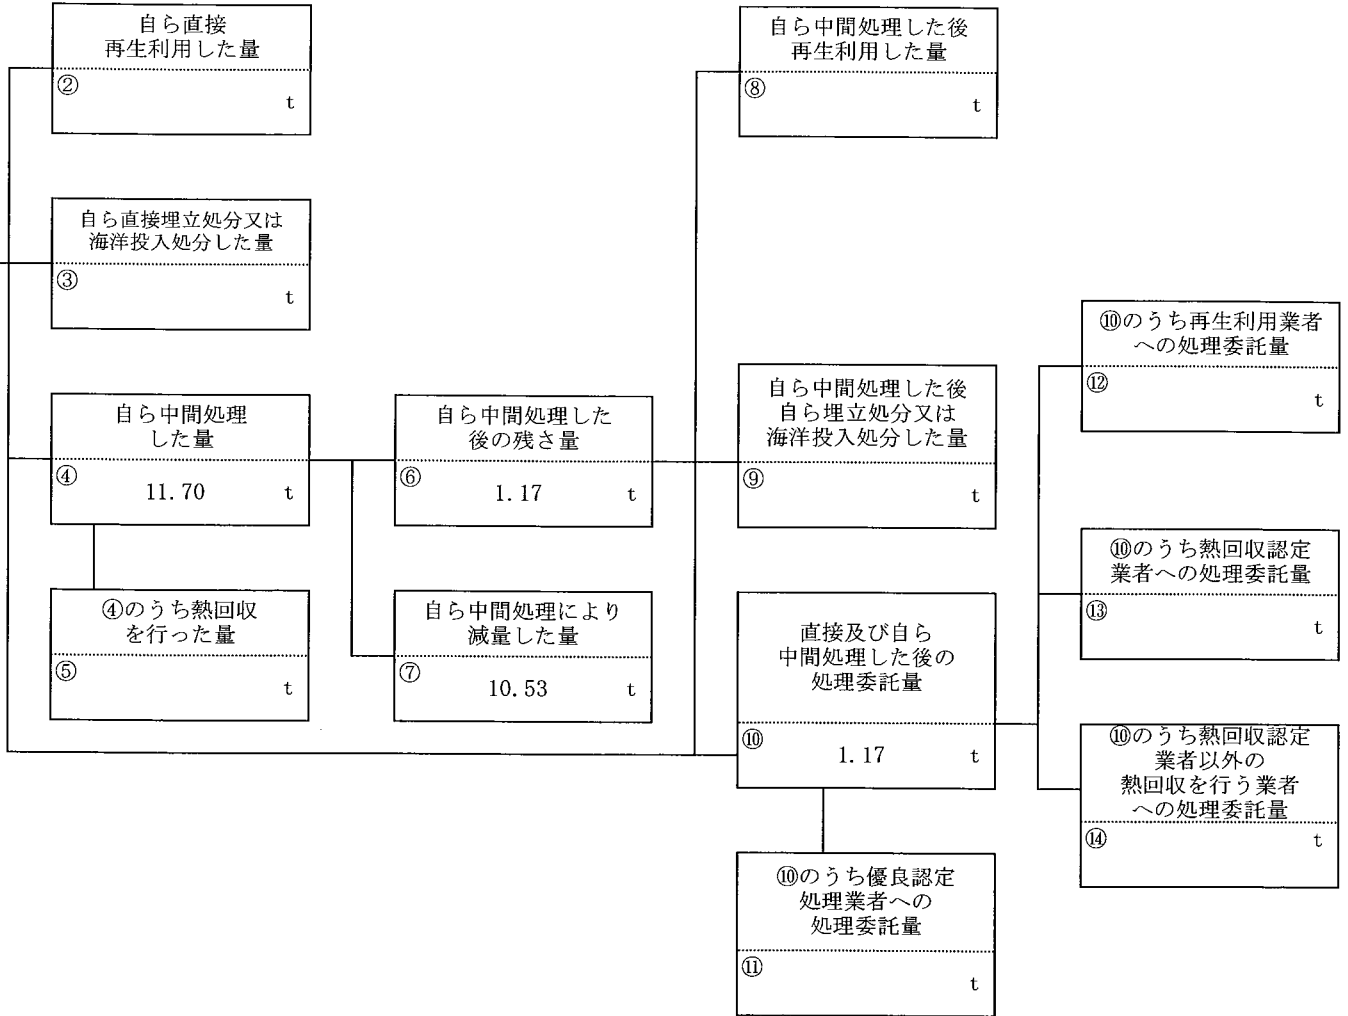 自ら直接
再生利用した量
②
t
自ら直接埋立処分又は
海洋投入処分した量
③
t
自ら中間処理
した量
④
11.70 t
④のうち熱回収
を行った量
⑤
t
自ら中間処理した
後の残さ量
⑥
1.17 t
自ら中間処理により
減量した量
⑦
10.53 t
自ら中間処理した後
再生利用した量
⑧
t
自ら中間処理した後
自ら埋立処分又は
海洋投入処分した量
⑨
t
直接及び自ら
中間処理した後の
処理委託量
⑩
1.17 t
⑩のうち優良認定
処理業者への
処理委託量
⑪
t
⑩のうち再生利用業者
への処理委託量
⑫
t
⑩のうち熱回収認定
業者への処理委託量
⑬
t
⑩のうち熱回収認定
業者以外の
熱回収を行う業者
への処理委託量
⑭
t